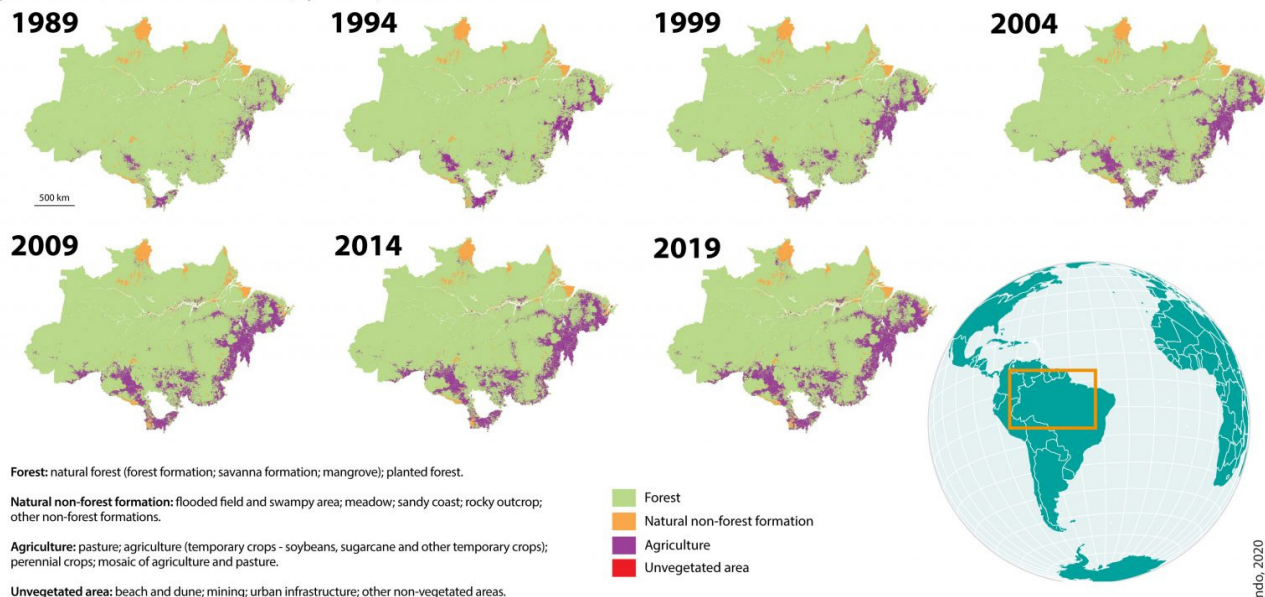 1989
1994
1999
2004
500 km
2009
2014
2019
Forest: natural forest (forest formation; savanna formation; mangrove); planted forest.
Natural non-forest formation: flooded field and swampy area; meadow; sandy coast; rocky outcrop;
other non-forest formations.
Agriculture: pasture; agriculture (temporary crops - soybeans, sugarcane and other temporary crops);
perennial crops; mosaic of agriculture and pasture.
Unvegetated area: beach and dune; mining; urban infrastructure; other non-vegetated areas.
Forest
Natural non-forest formation
Agriculture
Unvegetated area
ndo, 2020